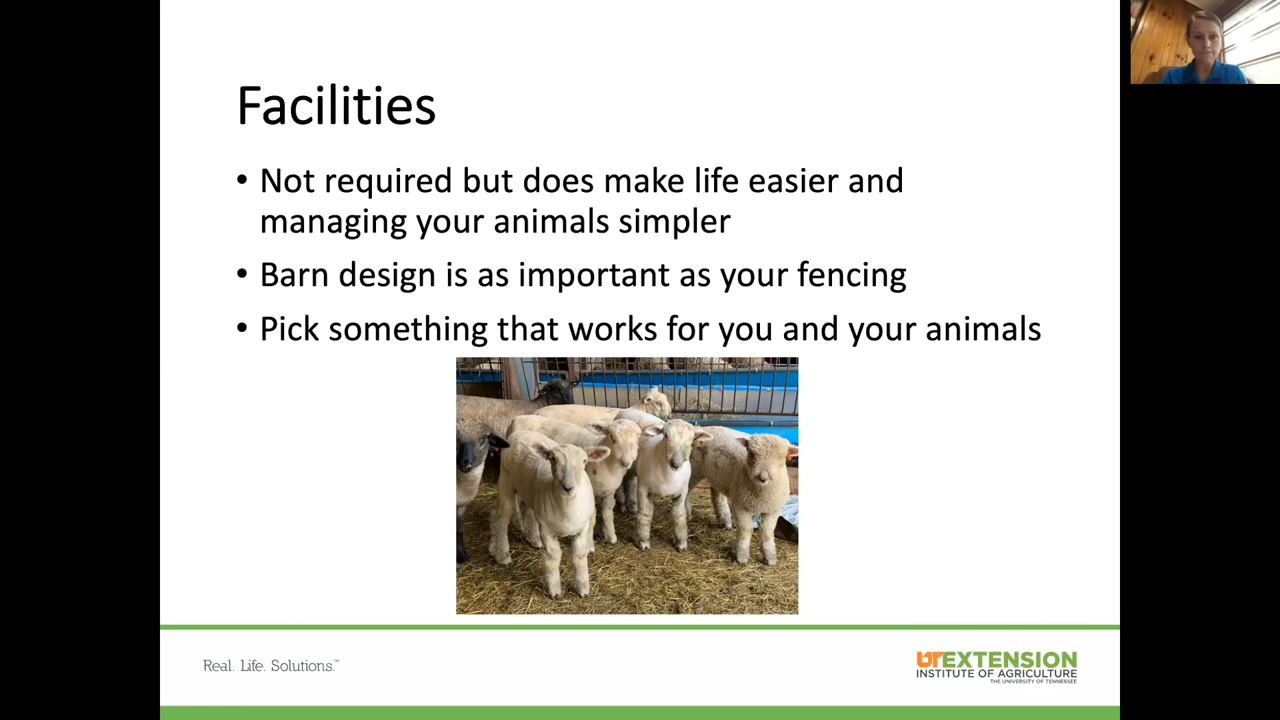 Facilities
• Not required but does make life easier and
managing your animals simpler
• Barn design is as important as your fencing
• Pick something that works for you and your animals
Real. Life. Solutions.™
UTEXTENSION
INSTITUTE OF AGRICULTURE
THE UNIVERSITY OF TENNESSEE